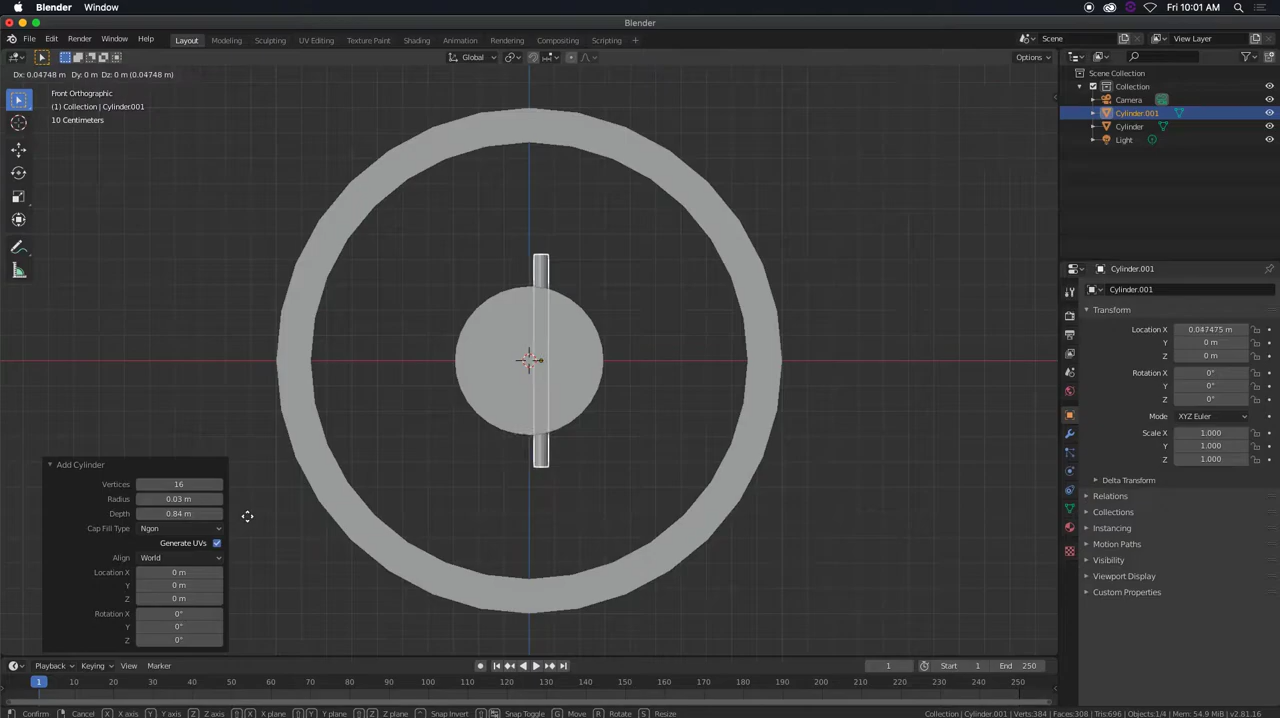 Blender Window Fri 10:01 AM
Blender
File Edit Render Window Help Layout Modeling Sculpting UV Editing Texture Paint Shading Animation Rendering Compositing Scripting + Scene View Layer
Global Options
Dx: 0.04748 m Dy: 0 m Dz: 0 m (0.04748 m)
Front Orthographic
(1) Collection | Cylinder001
10 Centimeters
Scene Collection
Collection
Camera
Cylinder.001
Cylinder
Light
Cylinder.001
Cylinder.001
Transform
Location X 0.047475 m
Y 0 m
Z 0 m
Rotation X 0°
Y 0°
Z 0°
Mode XYZ Euler
Scale X 1.000
Y 1.000
Z 1.000
Delta Transform
Relations
Collections
Instancing
Motion Paths
Visibility
Viewport Display
Custom Properties
Add Cylinder
Vertices 16
Radius 0.03 m
Depth 0.84 m
Cap Fill Type Ngon
Generate UVs
Align World
Location X 0 m
Y 0 m
Z 0 m
Rotation X 0°
Y 0°
Z 0°
Playback Keying View Marker 1 Start 1 End 250
1 10 20 30 40 50 60 70 80 90 100 110 120 130 140 150 160 170 180 190 200 210 220 230 240 250
Confirm Cancel X X axis Y Y axis Z Z axis X X plane Y Y plane Z Z plane Snap Invert Snap Toggle G Move R Rotate S Resize Collection | Cylinder.001 | Verts:384 | Faces:308 | Tris:696 | Objects:1/4 | Mem: 54.9 MiB | v2.81.16